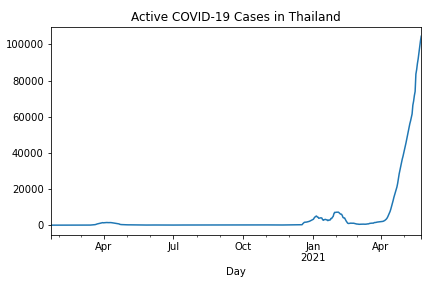 Active COVID-19 Cases in Thailand
100000
80000
60000
40000
20000
0
Apr
Jul
Oct
Jan
2021
Apr
Day